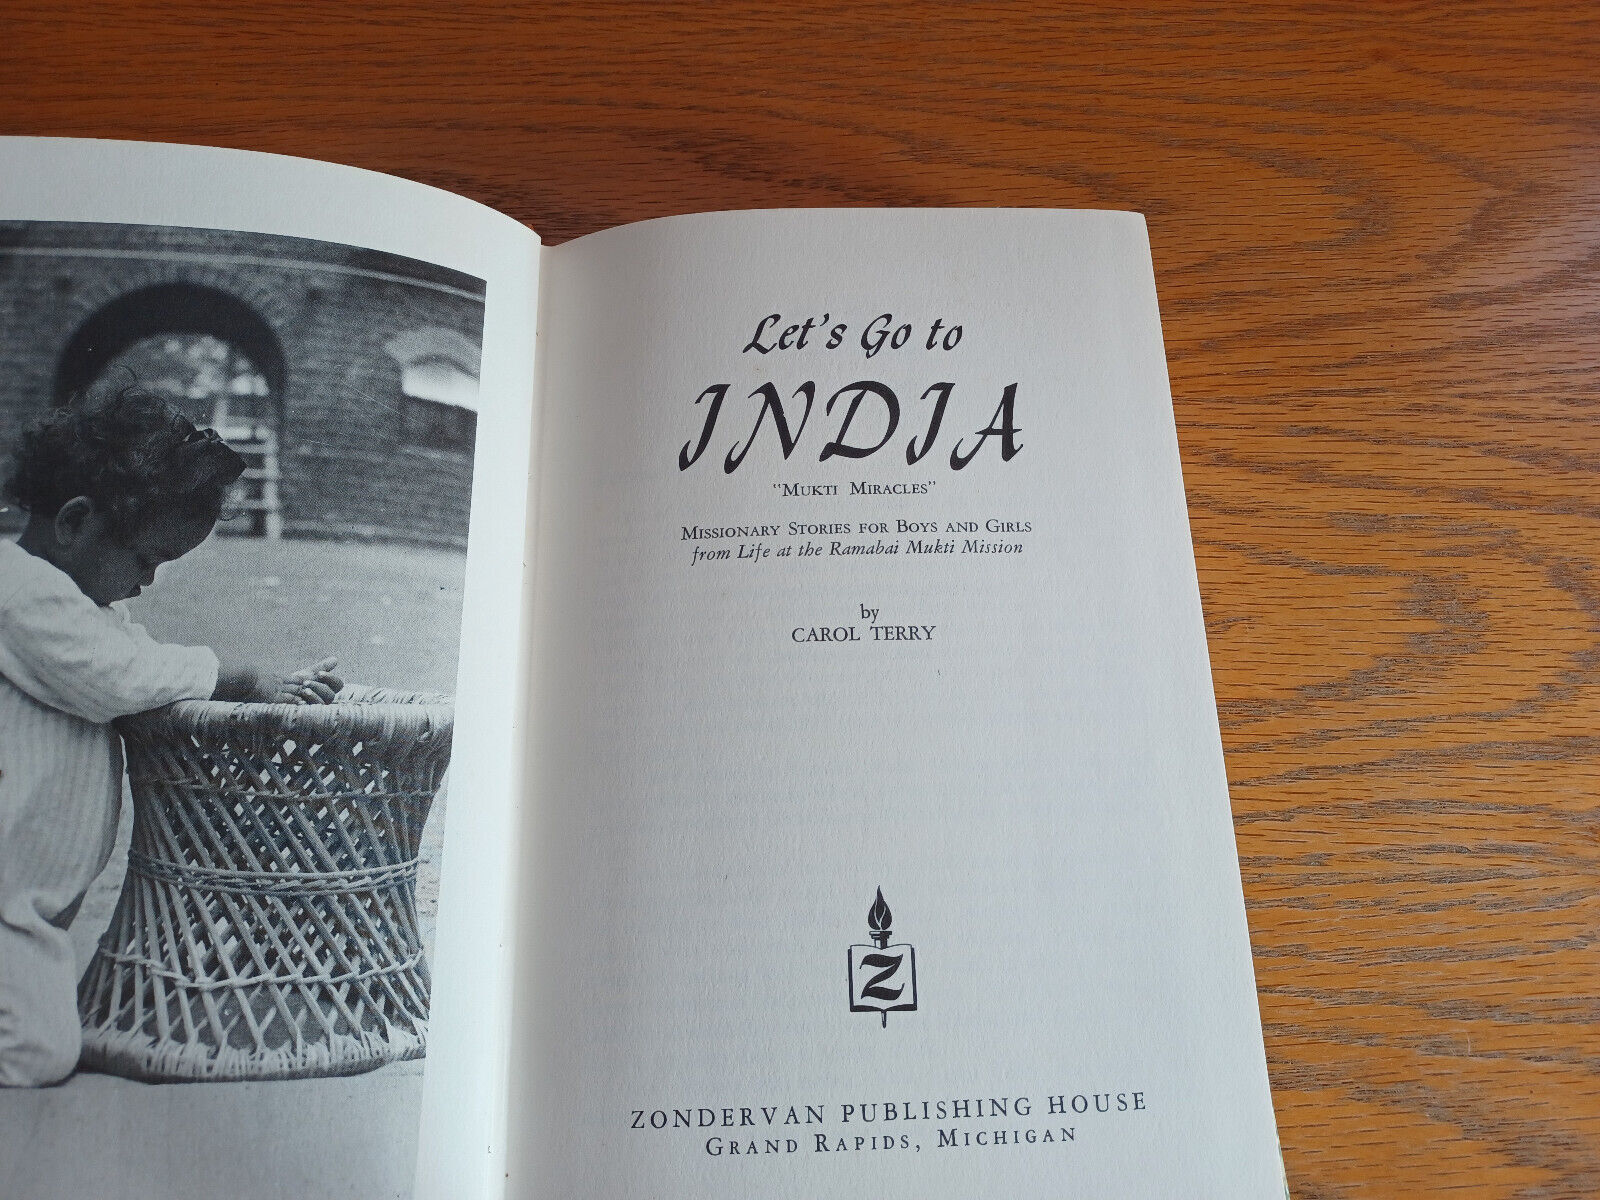 Let's Go to
INDIA
"Mukti Miracles"
Missionary Stories for Boys and Girls
from Life at the Ramabai Mukti Mission
by
CAROL TERRY
Z
ZONDERVAN PUBLISHING HOUSE
Grand Rapids, Michigan